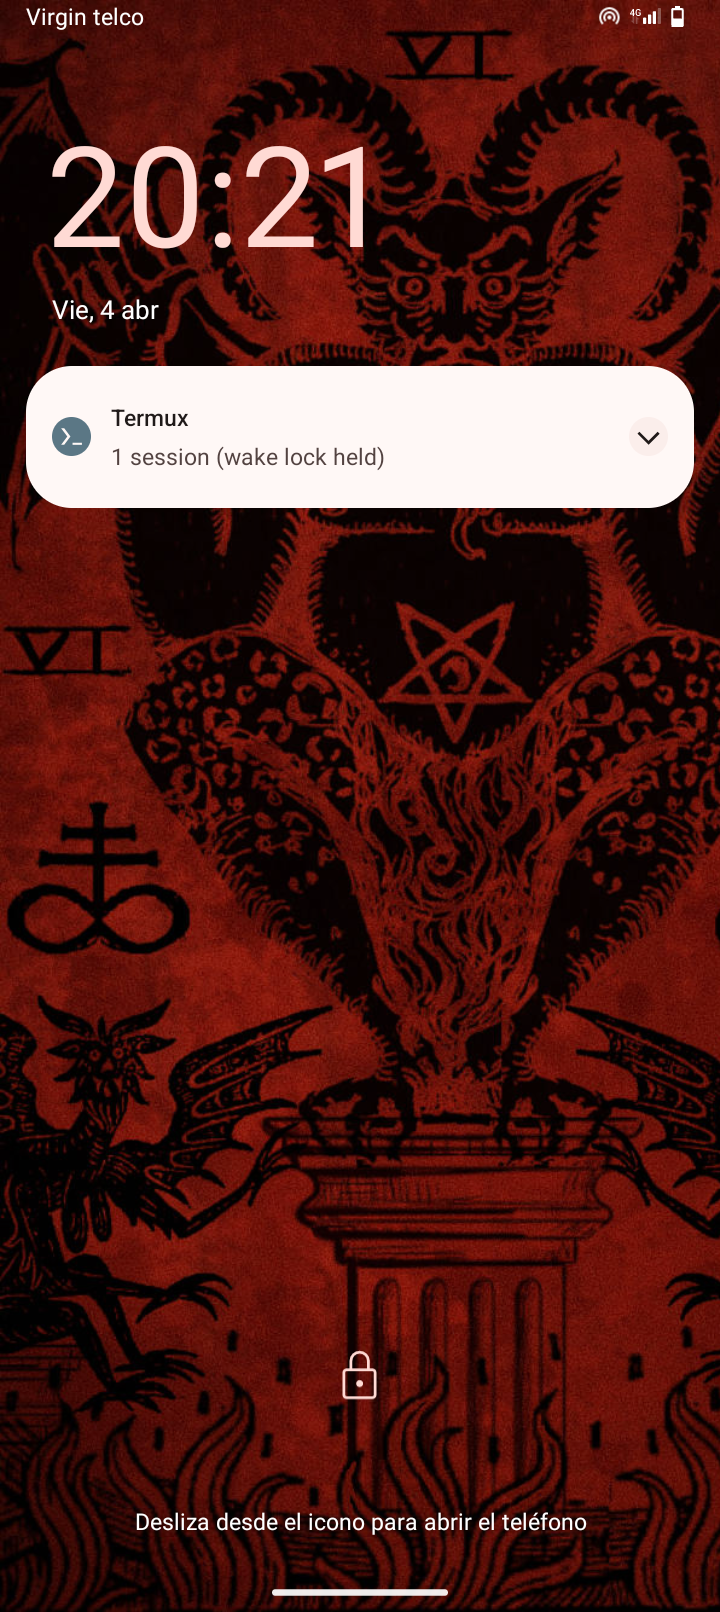 Virgin telco
4G
VI
20:21
Vie, 4 abr
Termux
1 session (wake lock held)
VI
Desliza desde el icono para abrir el teléfono